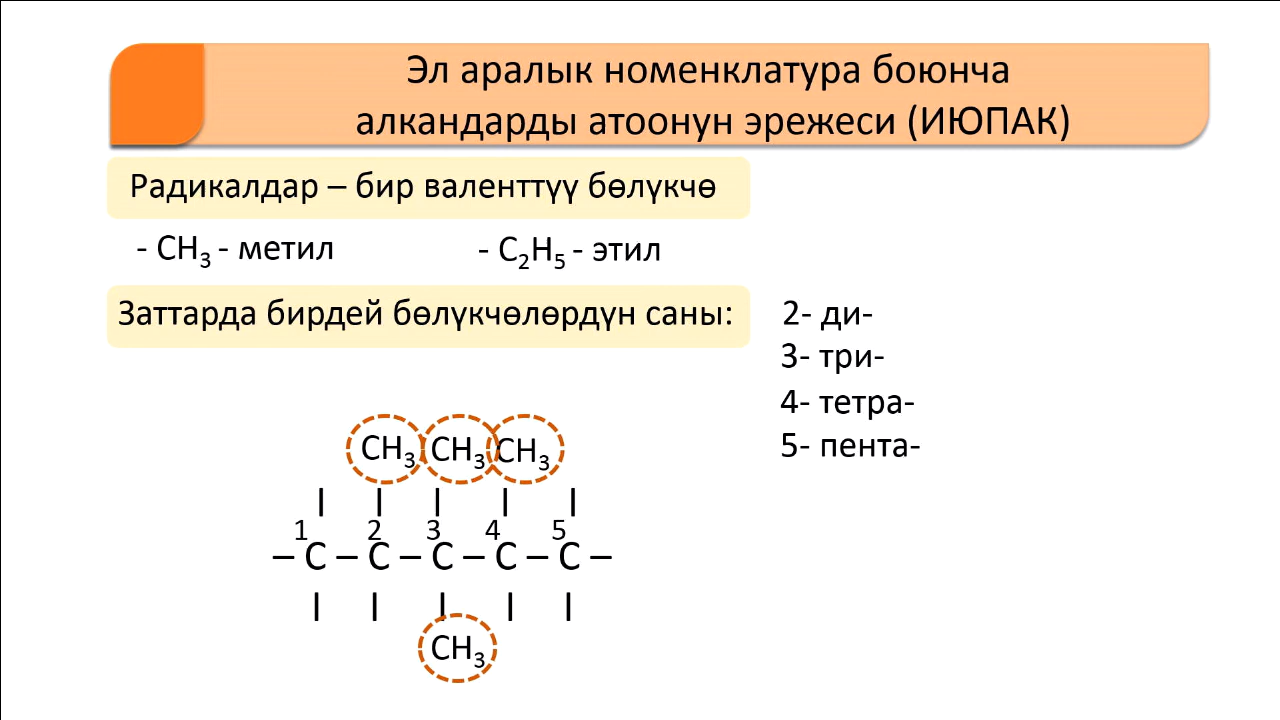 Эл аралык номенклатура боюнча
алкандарды атоонун эрежеси (ИЮПАК)
Радикалдар – бир валенттүү бөлүкчө
- CH₃ - метил - C₂H₅ - этил
Заттарда бирдей бөлүкчөлөрдүн саны: 2- ди-
3- три-
4- тетра-
5- пента-
CH₃ CH₃ CH₃
| | | | |
1 2 3 4 5
– C – C – C – C – C –
| | | | |
CH₃